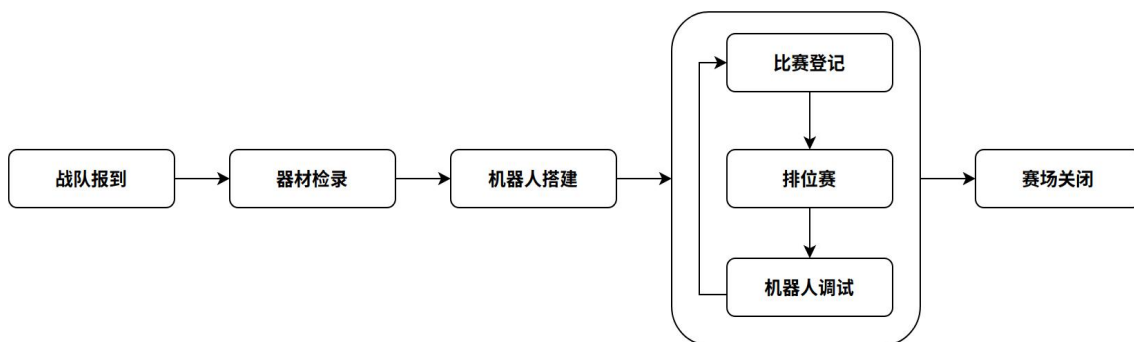 战队报到
器材检录
机器人搭建
比赛登记
排位赛
机器人调试
赛场关闭